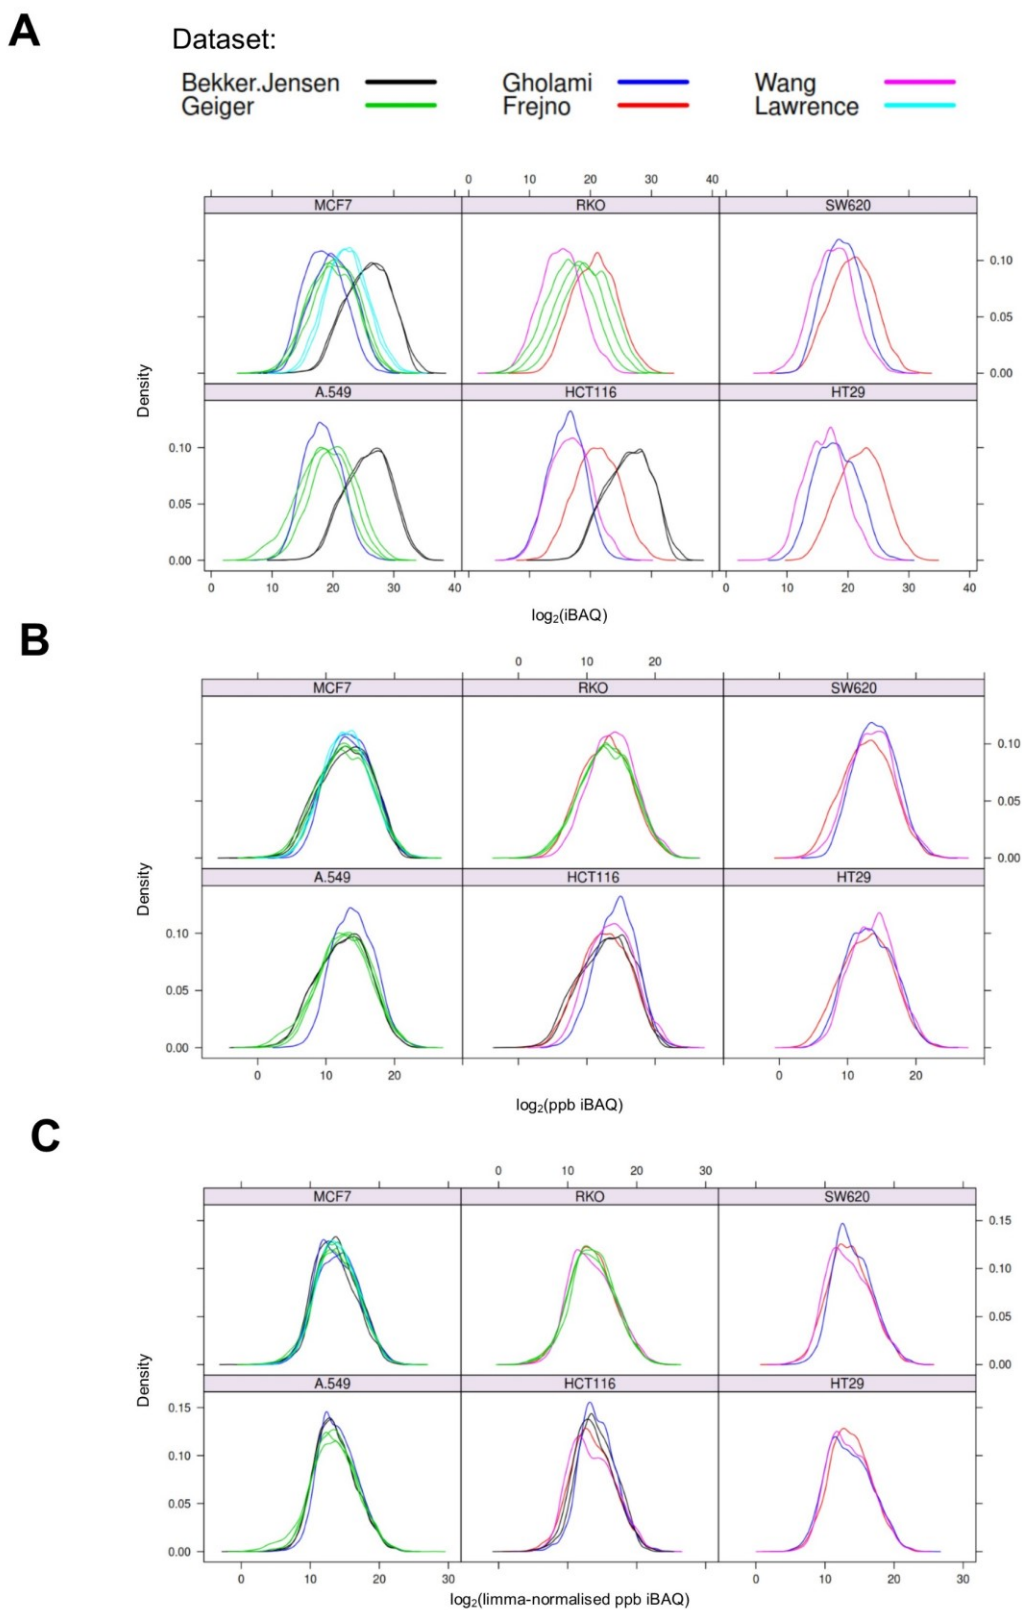 A
Dataset:
Bekker.Jensen Gholami Wang
Geiger Frejno Lawrence
0 10 20 30 40
MCF7 RKO SW620
0.10
0.05
0.00
Density
A.549 HCT116 HT29
0.10
0.05
0.00
0 10 20 30 40 0 10 20 30 40
log₂(iBAQ)
B
0 10 20
MCF7 RKO SW620
0.10
0.05
0.00
Density
A.549 HCT116 HT29
0.10
0.05
0.00
0 10 20 0 10 20
log₂(ppb iBAQ)
C
0 10 20 30
MCF7 RKO SW620
0.15
0.10
0.05
0.00
Density
A.549 HCT116 HT29
0.15
0.10
0.05
0.00
0 10 20 30 0 10 20 30
log₂(limma-normalised ppb iBAQ)